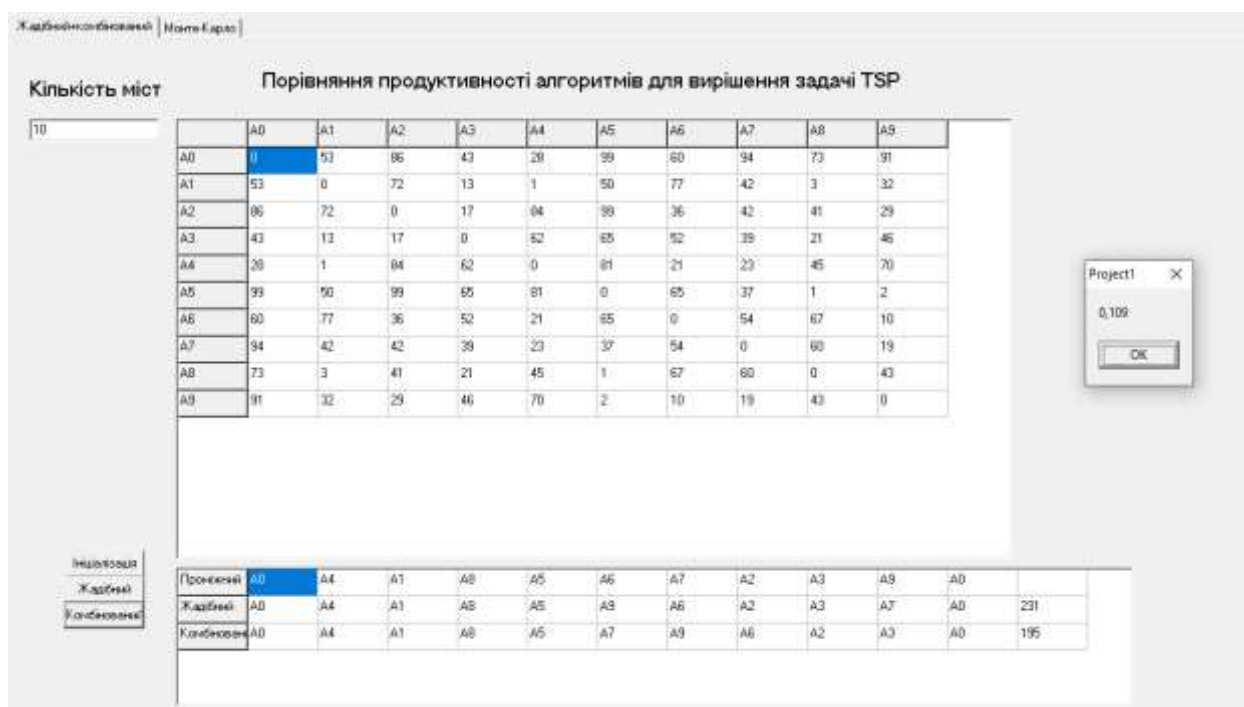 Жадібний+комбінований Монте-Карло
Порівняння продуктивності алгоритмів для вирішення задачі TSP
Кількість міст
10
A0 A1 A2 A3 A4 A5 A6 A7 A8 A9
A0 0 53 86 43 28 99 60 94 73 91
A1 53 0 72 13 1 50 77 42 3 32
A2 86 72 0 17 84 99 36 42 41 29
A3 43 13 17 0 62 65 52 39 21 46
A4 28 1 84 62 0 81 21 23 45 70
A5 99 50 99 65 81 0 65 37 1 2
A6 60 77 36 52 21 65 0 54 67 10
A7 94 42 42 39 23 37 54 0 60 19
A8 73 3 41 21 45 1 67 60 0 43
A9 91 32 29 46 70 2 10 19 43 0
Project1
0,109
OK
Ініціалізація
Жадібний
Комбінований
Проміжний A0 A4 A1 A8 A5 A6 A7 A2 A3 A9 A0
Жадібний A0 A4 A1 A8 A5 A9 A6 A2 A3 A7 A0 231
Комбінован A0 A4 A1 A8 A5 A7 A9 A6 A2 A3 A0 195